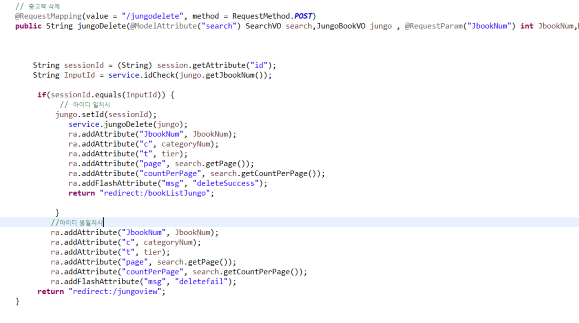 // 중고책 삭제
@RequestMapping(value = "/jungodelete", method = RequestMethod.POST)
public String jungoDelete(@ModelAttribute("search") SearchVO search,JungoBookVO jungo , @RequestParam("JbookNum") int JbookNum,
String sessionId = (String) session.getAttribute("id");
String InputId = service.idCheck(jungo.getJbookNum());
if(sessionId.equals(InputId)) {
// 아이디 일치시
jungo.setId(sessionId);
service.jungoDelete(jungo);
ra.addAttribute("JbookNum", JbookNum);
ra.addAttribute("c", categoryNum);
ra.addAttribute("t", tier);
ra.addAttribute("page", search.getPage());
ra.addAttribute("countPerPage", search.getCountPerPage());
ra.addFlashAttribute("msg", "deleteSuccess");
return "redirect:/bookListJungo";
}
//아이디 불일치시
ra.addAttribute("JbookNum", JbookNum);
ra.addAttribute("c", categoryNum);
ra.addAttribute("t", tier);
ra.addAttribute("page", search.getPage());
ra.addAttribute("countPerPage", search.getCountPerPage());
ra.addFlashAttribute("msg", "deletefail");
return "redirect:/jungoview";
}